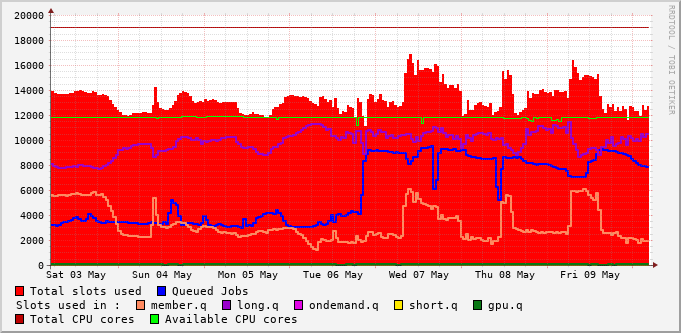 RRDTOOL / TOBI OETIKER
20000
18000
16000
14000
12000
10000
8000
6000
4000
2000
0
Sat 03 May Sun 04 May Mon 05 May Tue 06 May Wed 07 May Thu 08 May Fri 09 May
Total slots used Queued Jobs
Slots used in : member.q long.q ondemand.q short.q gpu.q
Total CPU cores Available CPU cores